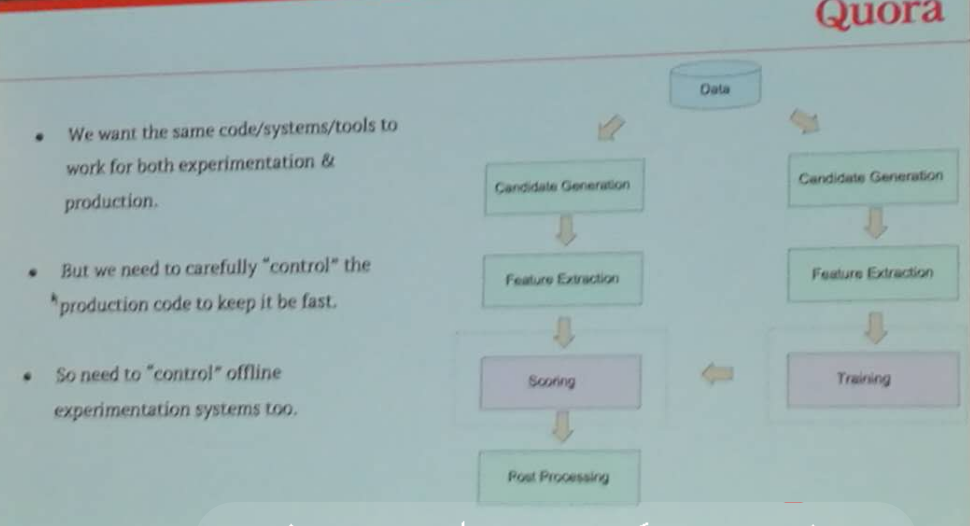 Quora
We want the same code/systems/tools to
work for both experimentation &
production.
But we need to carefully "control" the
production code to keep it be fast.
So need to "control" offline
experimentation systems too.
Data
Candidate Generation
Candidate Generation
Feature Extraction
Feature Extraction
Scoring
Training
Post Processing